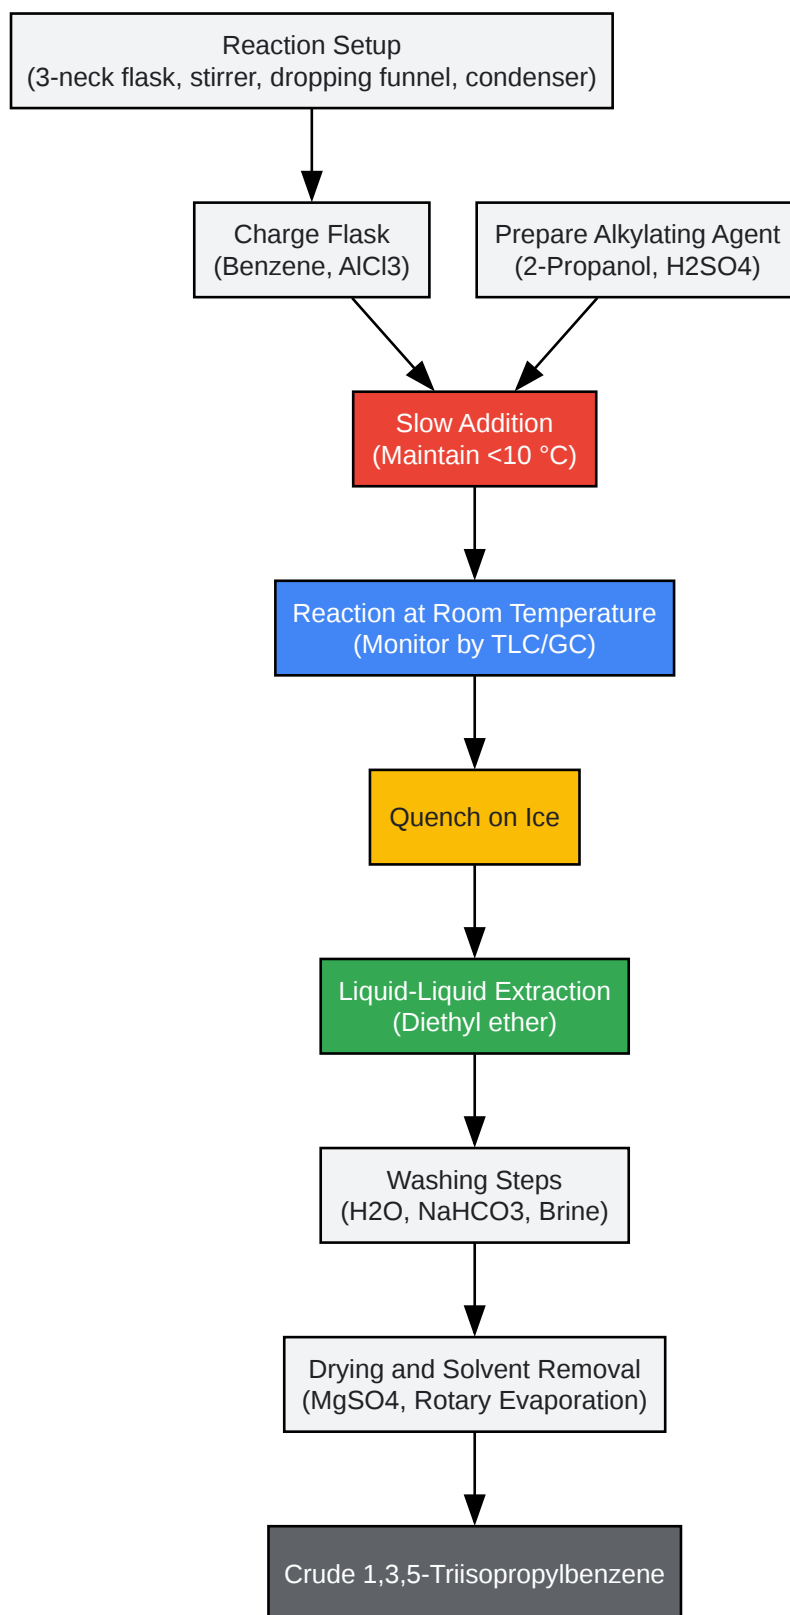 Reaction Setup
(3-neck flask, stirrer, dropping funnel, condenser)
Charge Flask
(Benzene, AlCl3)
Prepare Alkylating Agent
(2-Propanol, H2SO4)
Slow Addition
(Maintain <10 °C)
Reaction at Room Temperature
(Monitor by TLC/GC)
Quench on Ice
Liquid-Liquid Extraction
(Diethyl ether)
Washing Steps
(H2O, NaHCO3, Brine)
Drying and Solvent Removal
(MgSO4, Rotary Evaporation)
Crude 1,3,5-Triisopropylbenzene